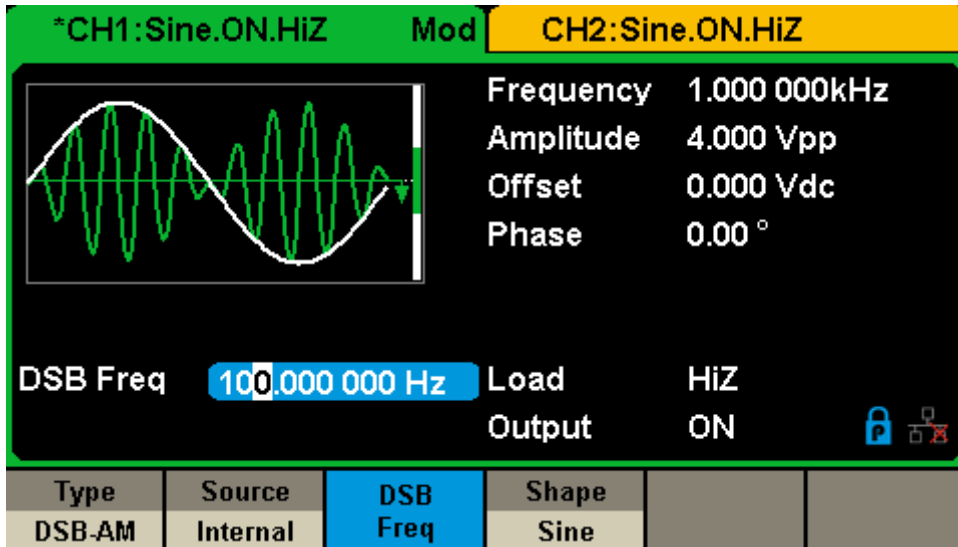 *CH1:Sine.ON.HiZ Mod CH2:Sine.ON.HiZ
Frequency 1.000 000kHz
Amplitude 4.000 Vpp
Offset 0.000 Vdc
Phase 0.00 °
DSB Freq 100.000 000 Hz Load HiZ
Output ON P
Type Source DSB Freq Shape
DSB-AM Internal Sine